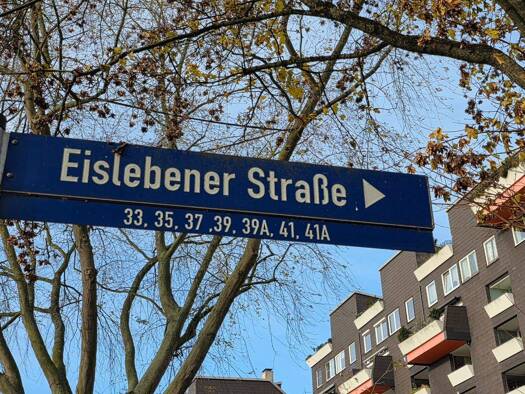 Eislebener Straße
33, 35, 37 ,39, 39A, 41, 41A